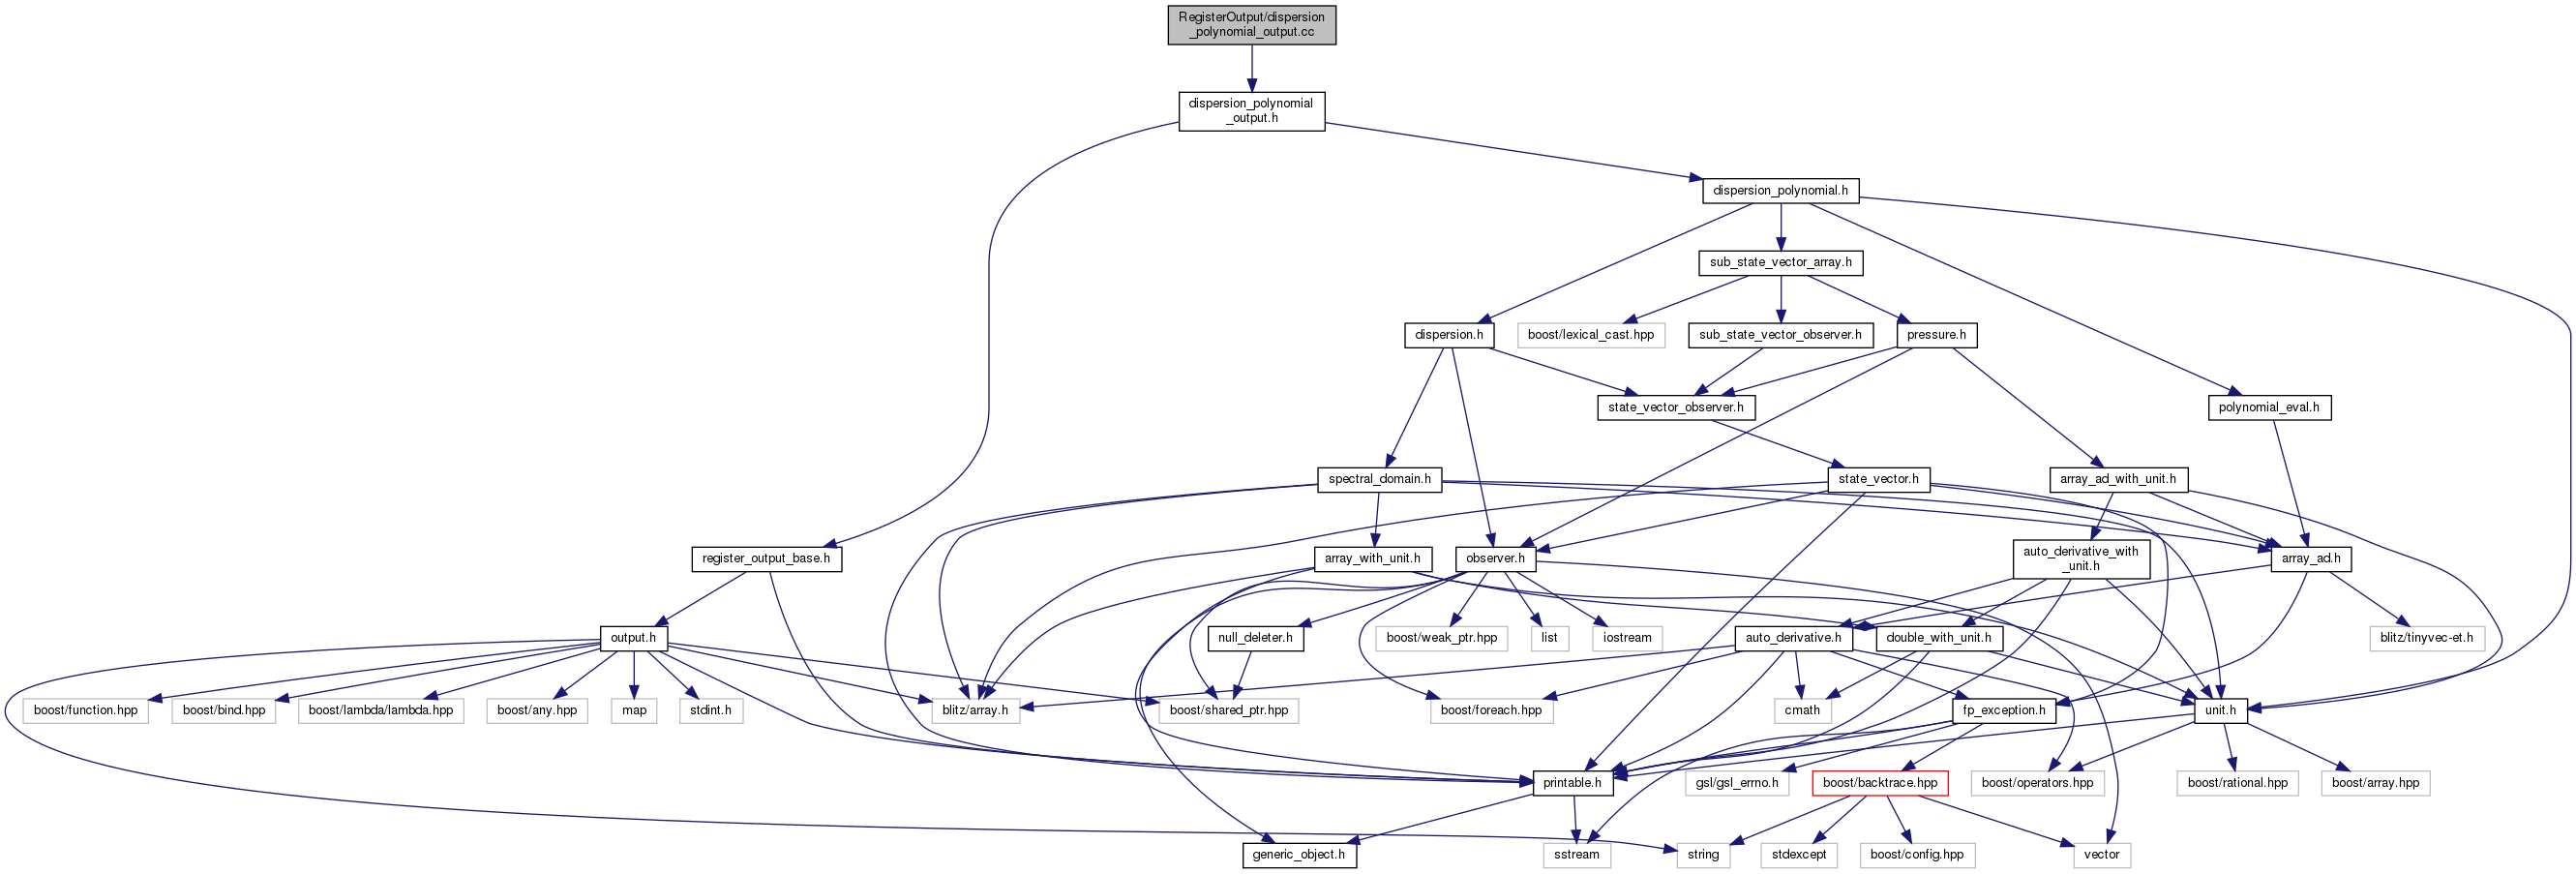 RegisterOutput/dispersion
_polynomial_output.cc
dispersion_polynomial
_output.h
dispersion_polynomial.h
sub_state_vector_array.h
dispersion.h
boost/lexical_cast.hpp
sub_state_vector_observer.h
pressure.h
state_vector_observer.h
polynomial_eval.h
spectral_domain.h
state_vector.h
array_ad_with_unit.h
register_output_base.h
array_with_unit.h
observer.h
auto_derivative_with
_unit.h
array_ad.h
output.h
null_deleter.h
boost/weak_ptr.hpp
list
iostream
auto_derivative.h
double_with_unit.h
blitz/tinyvec-et.h
boost/function.hpp
boost/bind.hpp
boost/lambda/lambda.hpp
boost/any.hpp
map
stdint.h
blitz/array.h
boost/shared_ptr.hpp
boost/foreach.hpp
cmath
fp_exception.h
unit.h
printable.h
gsl/gsl_errno.h
boost/backtrace.hpp
boost/operators.hpp
boost/rational.hpp
boost/array.hpp
generic_object.h
sstream
string
stdexcept
boost/config.hpp
vector